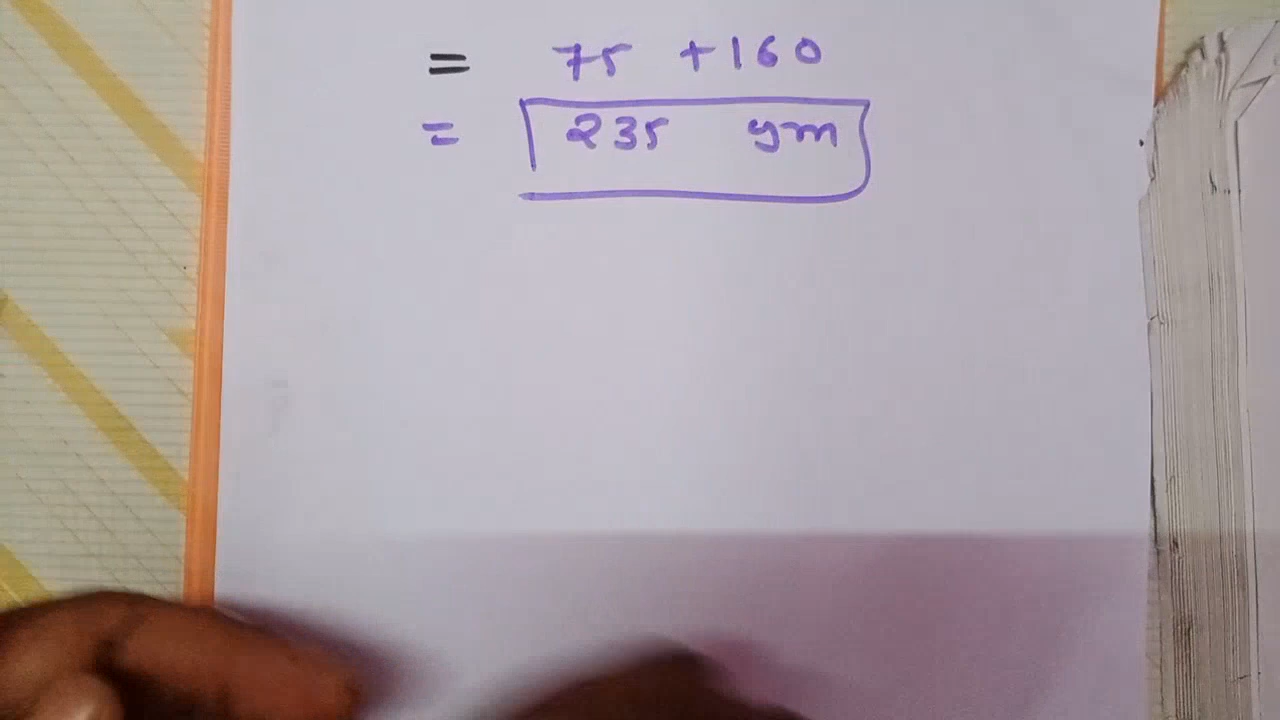 = 75 +160
= 235 gm